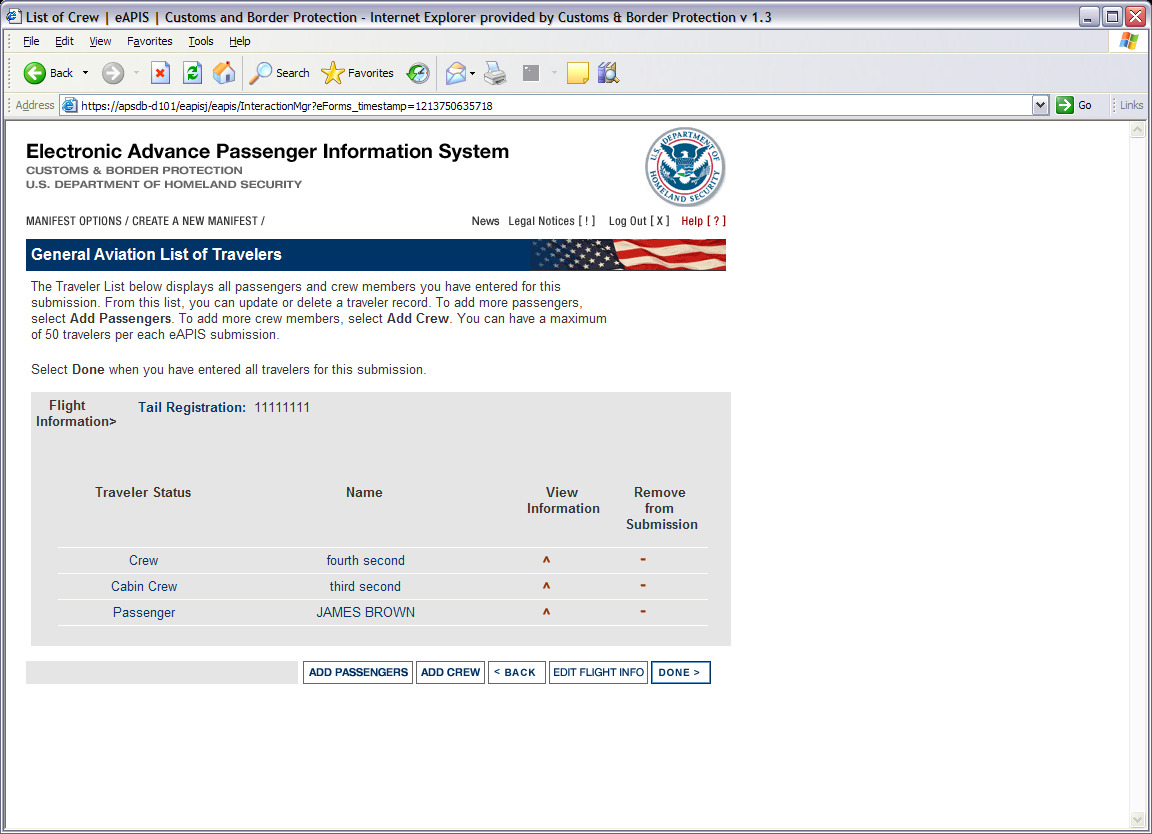 List of Crew | eAPIS | Customs and Border Protection - Internet Explorer provided by Customs & Border Protection v 1.3
File Edit View Favorites Tools Help
Back Search Favorites
Address https://apsdb-d101/eapisj/eapis/InteractionMgr?eForms_timestamp=1213750635718 Go Links
Electronic Advance Passenger Information System
CUSTOMS & BORDER PROTECTION
U.S. DEPARTMENT OF HOMELAND SECURITY
U.S. DEPARTMENT OF HOMELAND SECURITY
MANIFEST OPTIONS / CREATE A NEW MANIFEST / News Legal Notices [ ! ] Log Out [ X ] Help [ ? ]
General Aviation List of Travelers
The Traveler List below displays all passengers and crew members you have entered for this
submission. From this list, you can update or delete a traveler record. To add more passengers,
select Add Passengers. To add more crew members, select Add Crew. You can have a maximum
of 50 travelers per each eAPIS submission.
Select Done when you have entered all travelers for this submission.
Flight Information> Tail Registration: 11111111
Traveler Status Name View Information Remove from Submission
Crew fourth second ^ -
Cabin Crew third second ^ -
Passenger JAMES BROWN ^ -
ADD PASSENGERS ADD CREW < BACK EDIT FLIGHT INFO DONE >